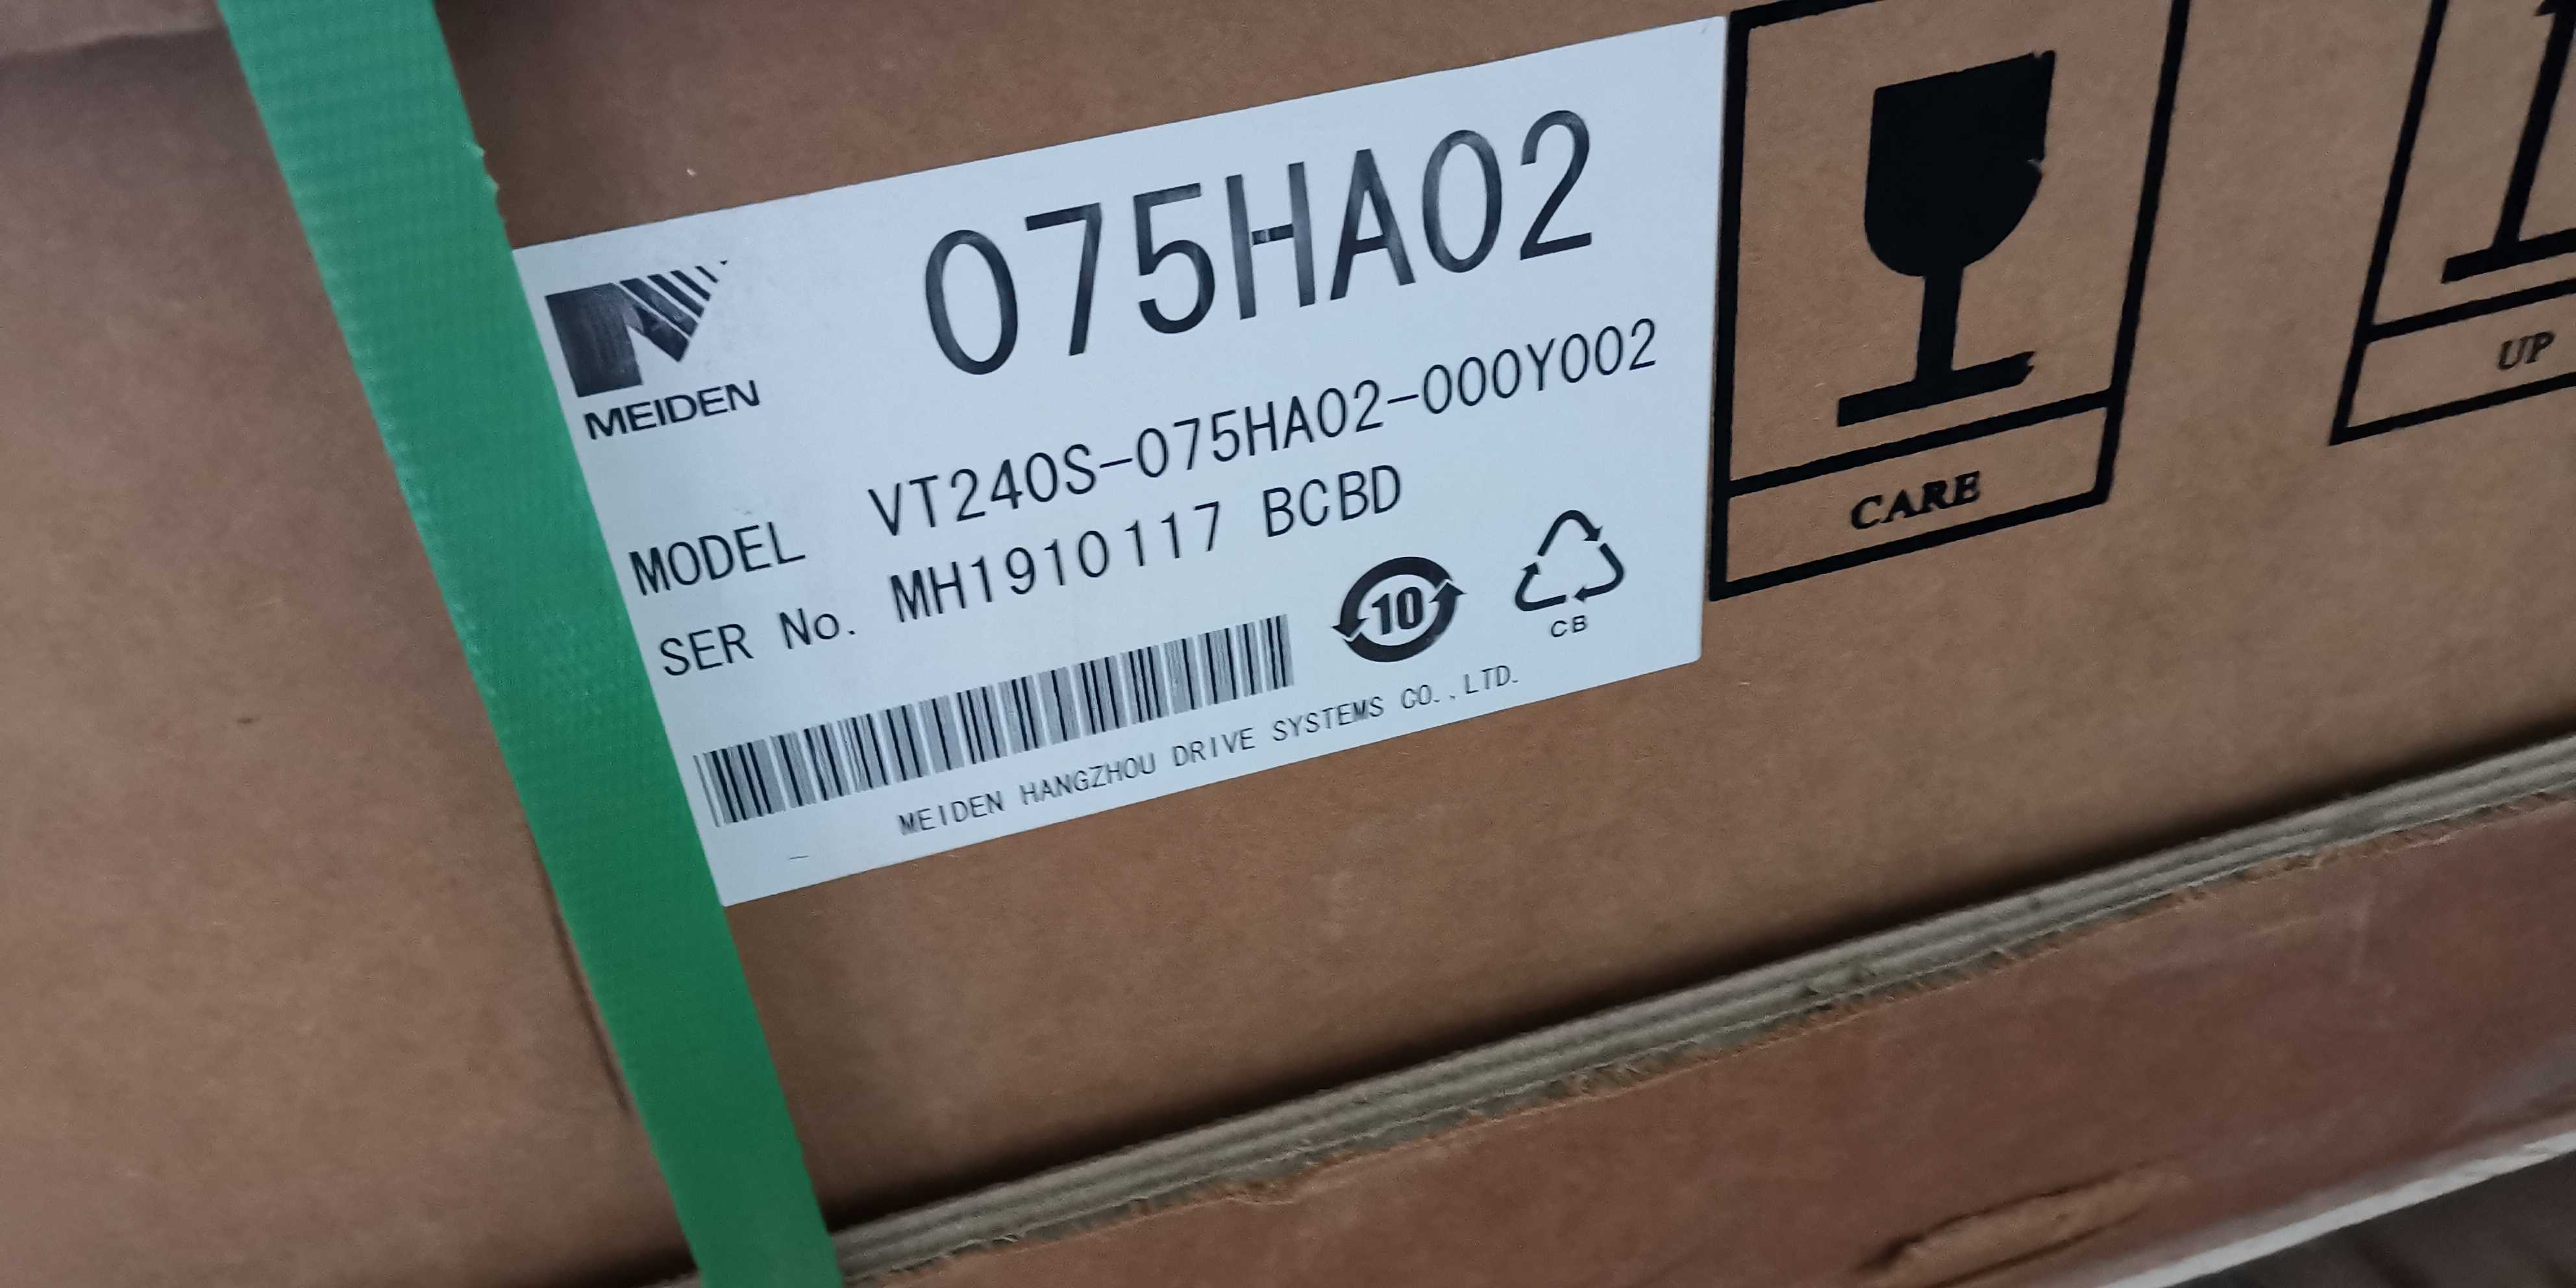 075HA02
MEIDEN
MODEL VT240S-075HA02-000Y002
SER No. MH1910117 BCBD
10
CB
MEIDEN HANGZHOU DRIVE SYSTEMS CO.,LTD.
CARE
UP